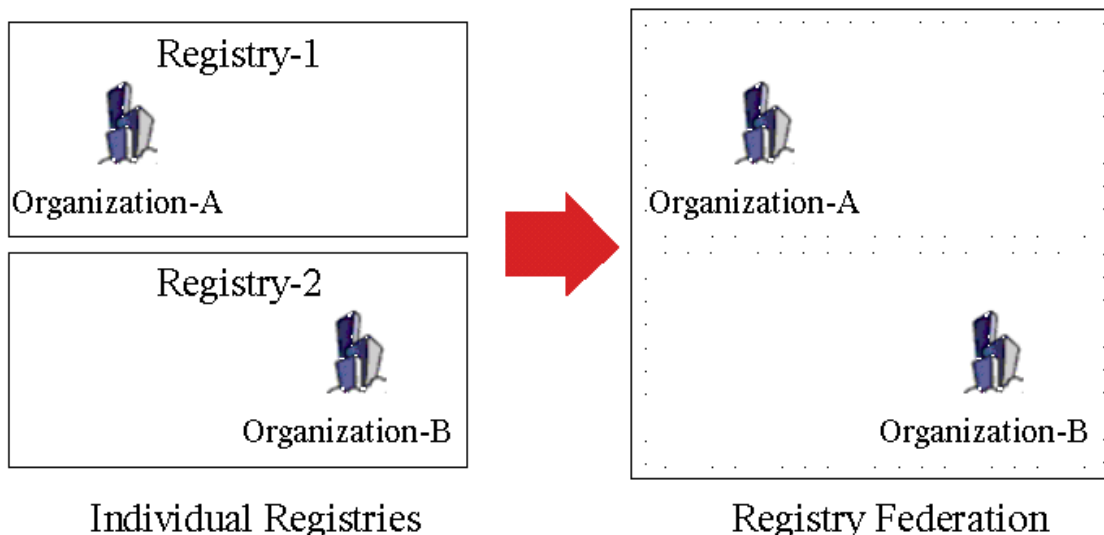 Registry-1
Organization-A
Registry-2
Organization-B
Individual Registries
Organization-A
Organization-B
Registry Federation